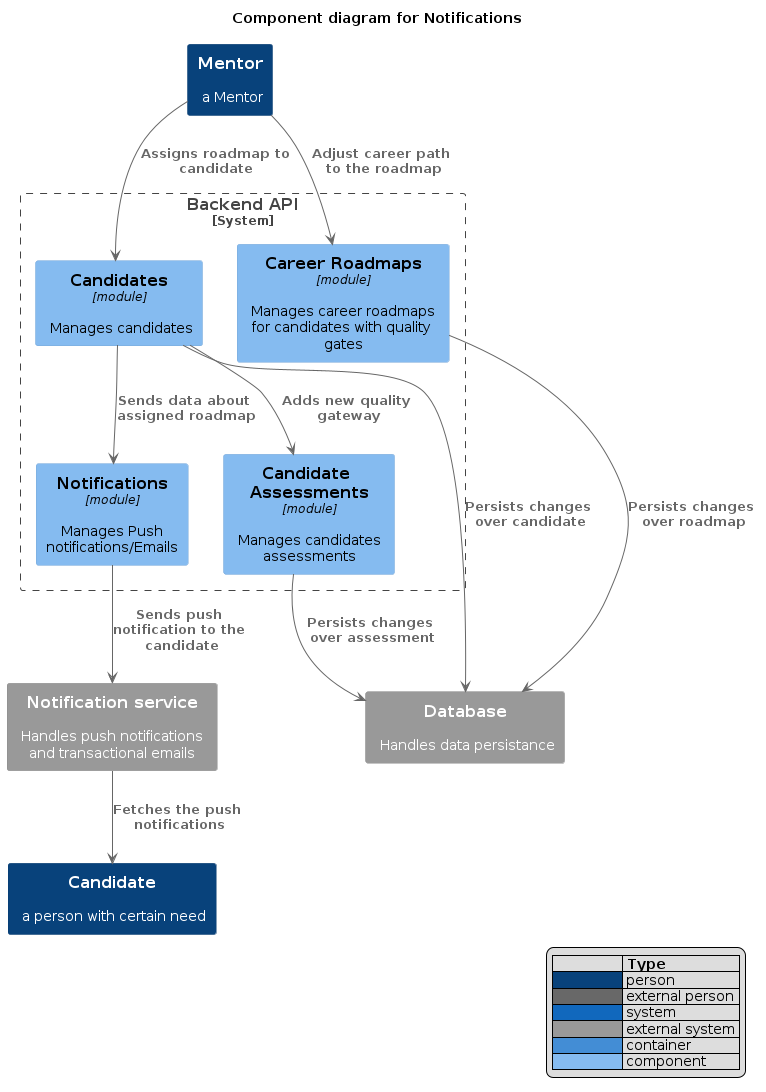 Component diagram for Notifications
Mentor
a Mentor
Assigns roadmap to
candidate
Adjust career path
to the roadmap
Backend API
[System]
Candidates
[module]
Manages candidates
Career Roadmaps
[module]
Manages career roadmaps
for candidates with quality
gates
Sends data about
assigned roadmap
Adds new quality
gateway
Notifications
[module]
Manages Push
notifications/Emails
Candidate
Assessments
[module]
Manages candidates
assessments
Persists changes
over candidate
Persists changes
over roadmap
Sends push
notification to the
candidate
Persists changes
over assessment
Notification service
Handles push notifications
and transactional emails
Database
Handles data persistance
Fetches the push
notifications
Candidate
a person with certain need
Type
person
external person
system
external system
container
component